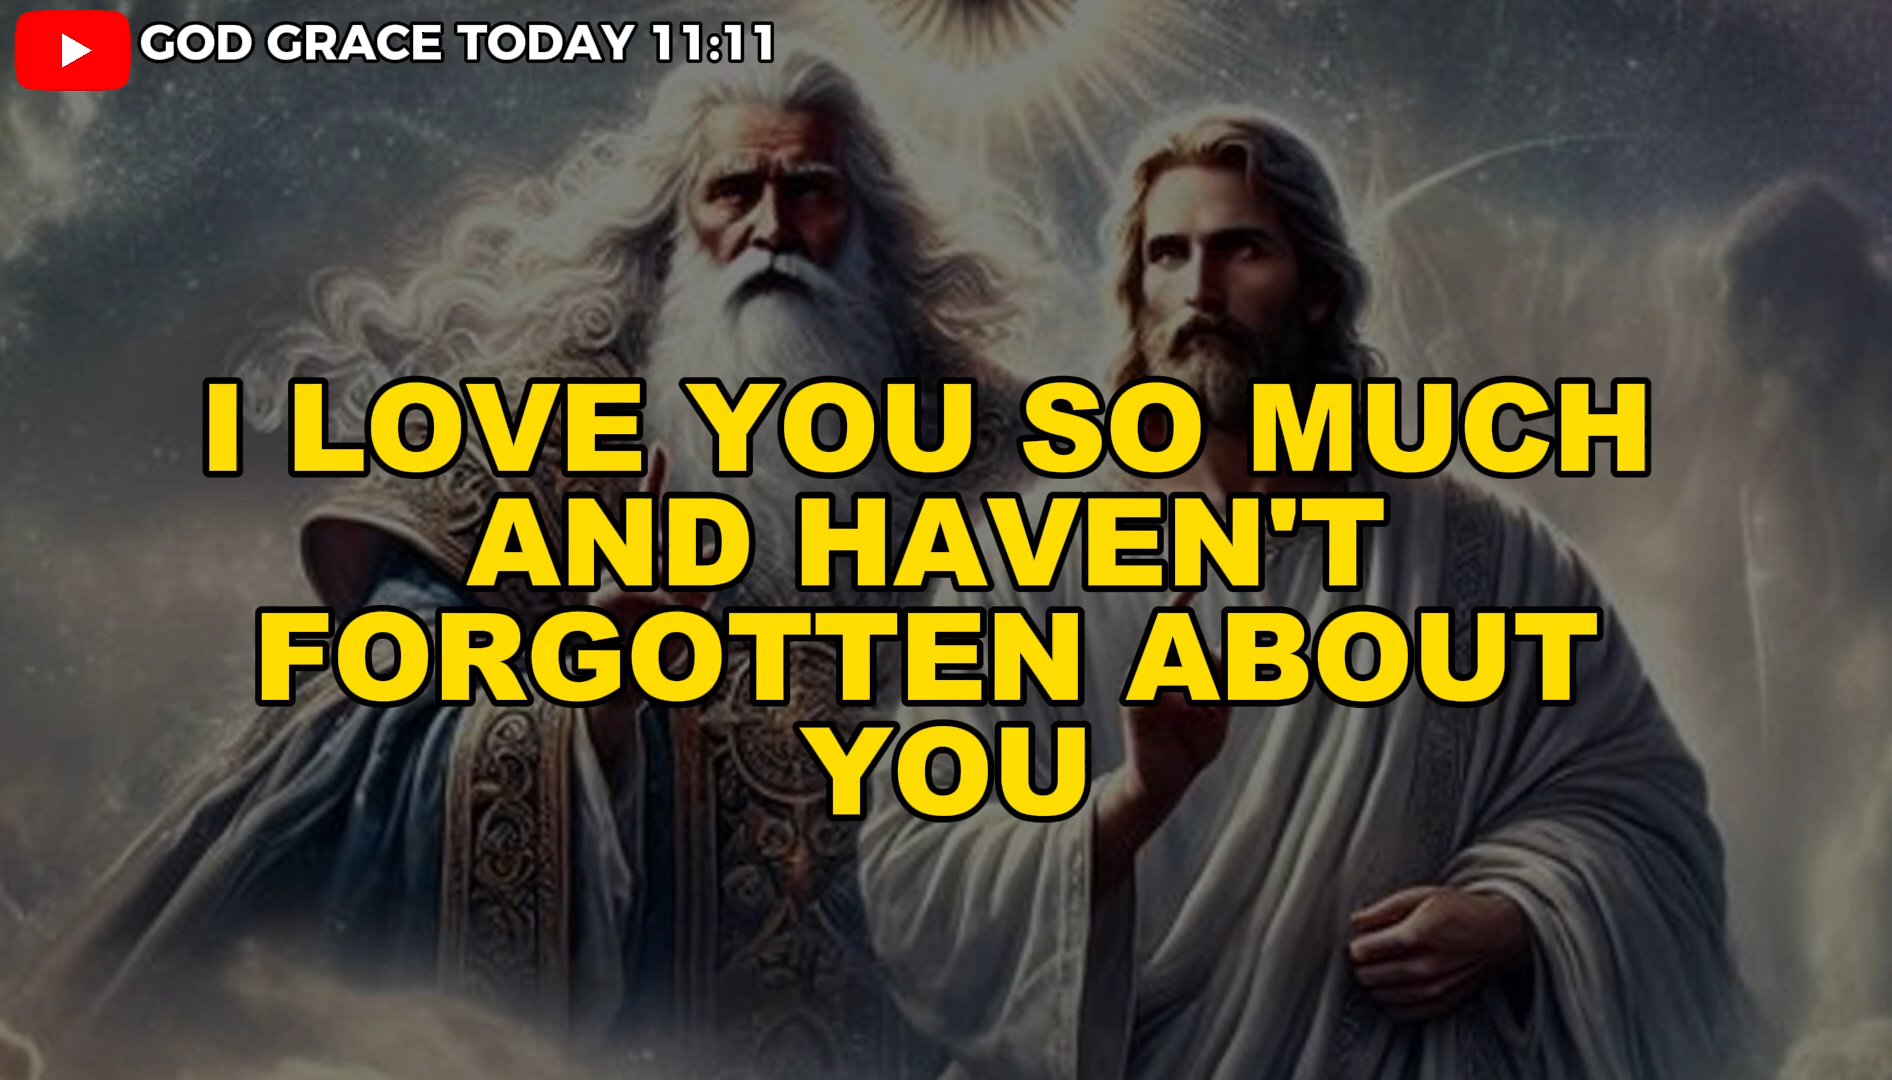 GOD GRACE TODAY 11:11
I LOVE YOU SO MUCH
AND HAVEN'T
FORGOTTEN ABOUT
YOU